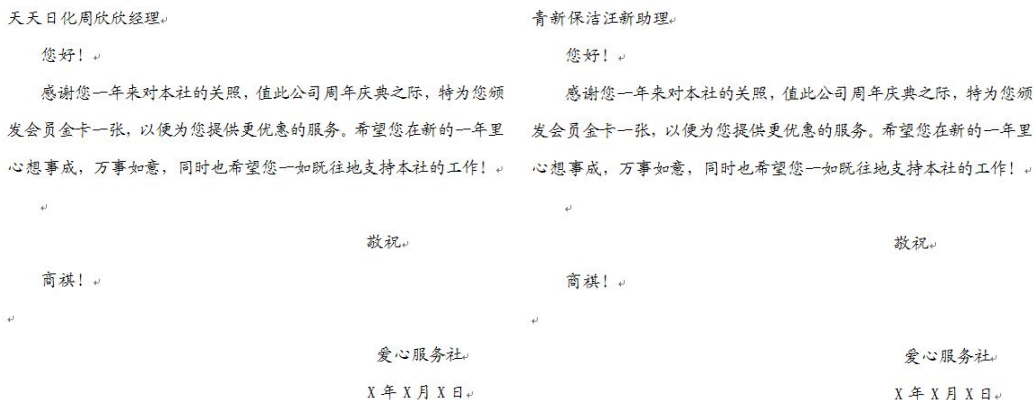 天天日化周欣欣经理
您好！
感谢您一年来对本社的关照，值此公司周年庆典之际，特为您颁
发会员金卡一张，以便为您提供更优惠的服务。希望您在新的一年里
心想事成，万事如意，同时也希望您一如既往地支持本社的工作！
敬祝
商祺！
爱心服务社
X 年 X 月 X 日
青新保洁汪新助理
您好！
感谢您一年来对本社的关照，值此公司周年庆典之际，特为您颁
发会员金卡一张，以便为您提供更优惠的服务。希望您在新的一年里
心想事成，万事如意，同时也希望您一如既往地支持本社的工作！
敬祝
商祺！
爱心服务社
X 年 X 月 X 日